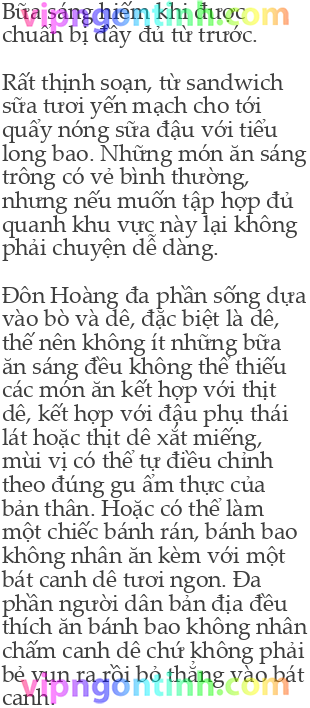 Bữa sáng hiếm khi được
vipngontinh.com
chuẩn bị đầy đủ từ trước.
Rất thịnh soạn, từ sandwich
sữa tươi yến mạch cho tới
quẩy nóng sữa đậu với tiểu
long bao. Những món ăn sáng
trông có vẻ bình thường,
nhưng nếu muốn tập hợp đủ
quanh khu vực này lại không
phải chuyện dễ dàng.
Đôn Hoàng đa phần sống dựa
vào bò và dê, đặc biệt là dê,
thế nên không ít những bữa
ăn sáng đều không thể thiếu
các món ăn kết hợp với thịt
dê, kết hợp với đậu phụ thái
lát hoặc thịt dê xắt miếng,
mùi vị có thể tự điều chỉnh
theo đúng gu ẩm thực của
bản thân. Hoặc có thể làm
một chiếc bánh rán, bánh bao
không nhân ăn kèm với một
bát canh dê tươi ngon. Đa
phần người dân bản địa đều
thích ăn bánh bao không nhân
chấm canh dê chứ không phải
bẻ vụn ra rồi bỏ thẳng vào bát
vipngontinh.com
canh.